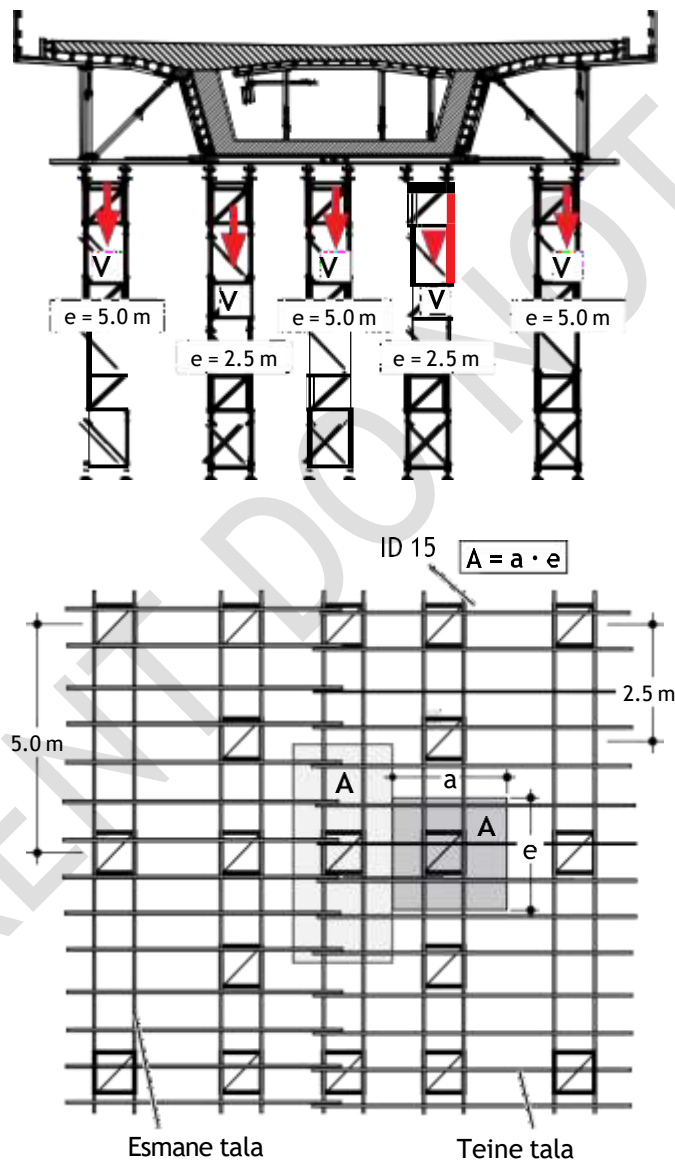 V
V
V
V
V
e = 5.0 m
e = 5.0 m
e = 5.0 m
e = 2.5 m
e = 2.5 m
ID 15
A = a · e
5.0 m
2.5 m
A
a
A
e
Esmane tala
Teine tala